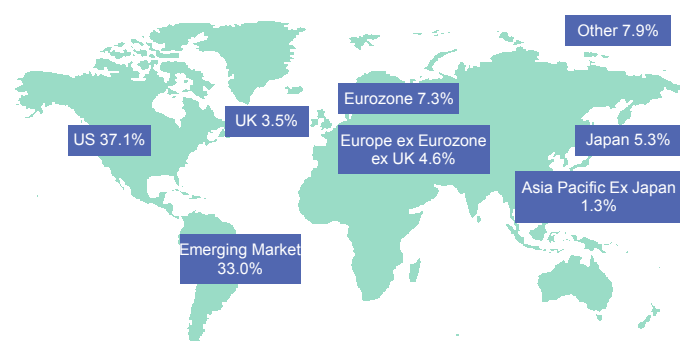 Other 7.9%
Eurozone 7.3%
UK 3.5%
US 37.1%
Europe ex Eurozone
ex UK 4.6%
Japan 5.3%
Asia Pacific Ex Japan
1.3%
Emerging Market
33.0%